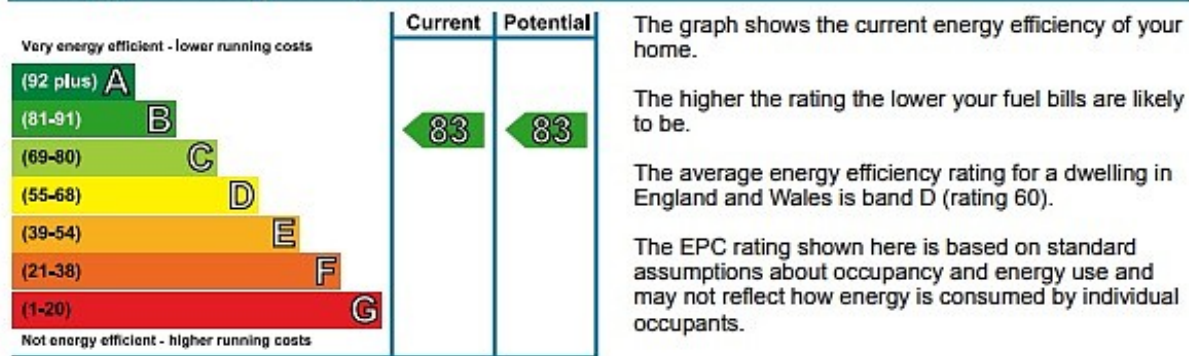 Current Potential
Very energy efficient - lower running costs
(92 plus) A
(81-91) B
83 83
(69-80) C
(55-68) D
(39-54) E
(21-38) F
(1-20) G
Not energy efficient - higher running costs
The graph shows the current energy efficiency of your
home.
The higher the rating the lower your fuel bills are likely
to be.
The average energy efficiency rating for a dwelling in
England and Wales is band D (rating 60).
The EPC rating shown here is based on standard
assumptions about occupancy and energy use and
may not reflect how energy is consumed by individual
occupants.